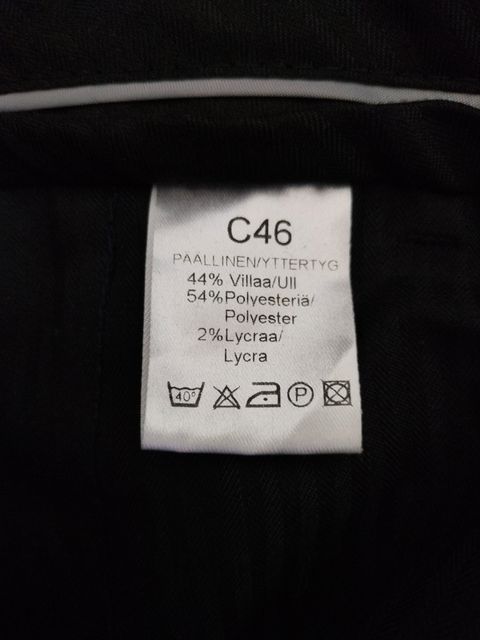 C46
PÄÄLLINEN/YTTERTYG
44% Villaa/Ull
54%Polyesteriä/
Polyester
2%Lycraa/
Lycra
40° P